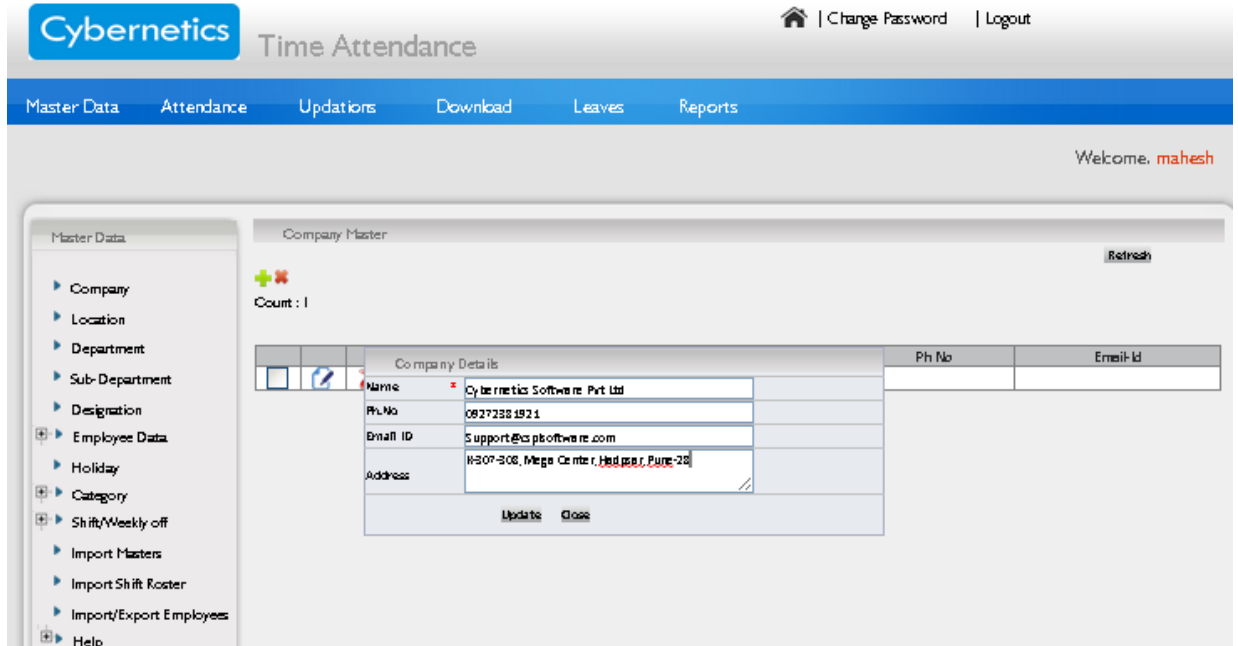 Cybernetics
Time Attendance
| Change Password | Logout
Master Data Attendance Updations Download Leaves Reports
Welcome, mahesh
Master Data
Company
Location
Department
Sub-Department
Designation
Employee Data
Holiday
Category
Shift/Weekly off
Import Masters
Import Shift Roster
Import/Export Employees
Help
Company Master
Refresh
Count : 1
Ph No Email-Id
Company Details
Name * Cybernetics Software Pvt Ltd
Ph.No 09272381921
Email ID Support@csplsoftware.com
Address K-307-308, Mega Center, Hadpsar, Pune-28
Update Close